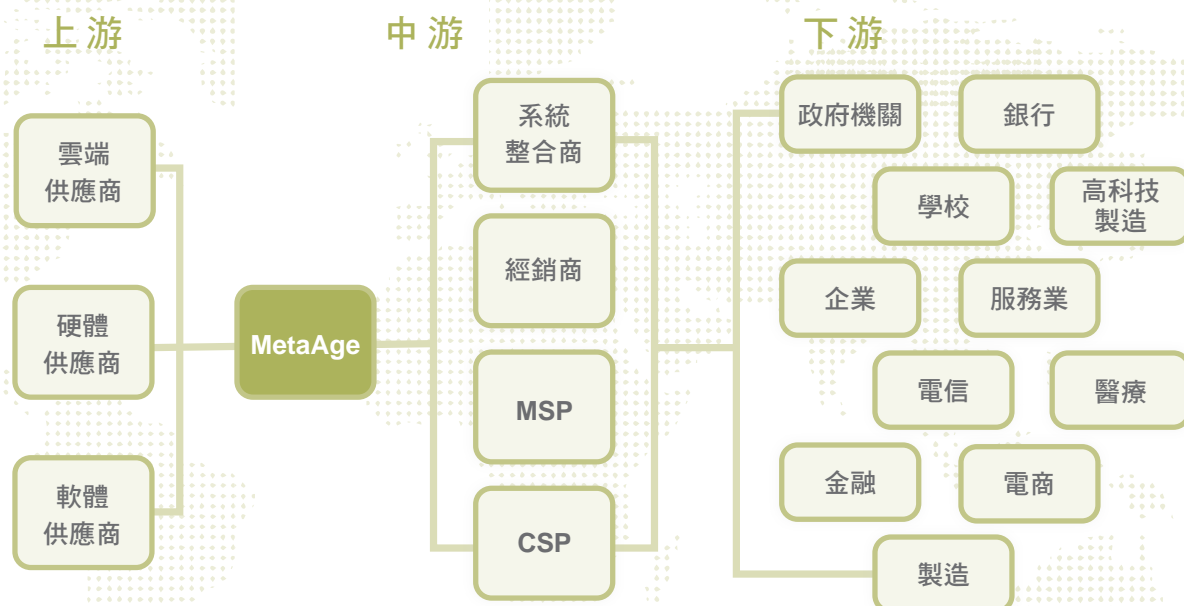 上游
中游
下游
雲端
供應商
硬體
供應商
軟體
供應商
MetaAge
系統
整合商
經銷商
MSP
CSP
政府機關
銀行
學校
高科技
製造
企業
服務業
電信
醫療
金融
電商
製造